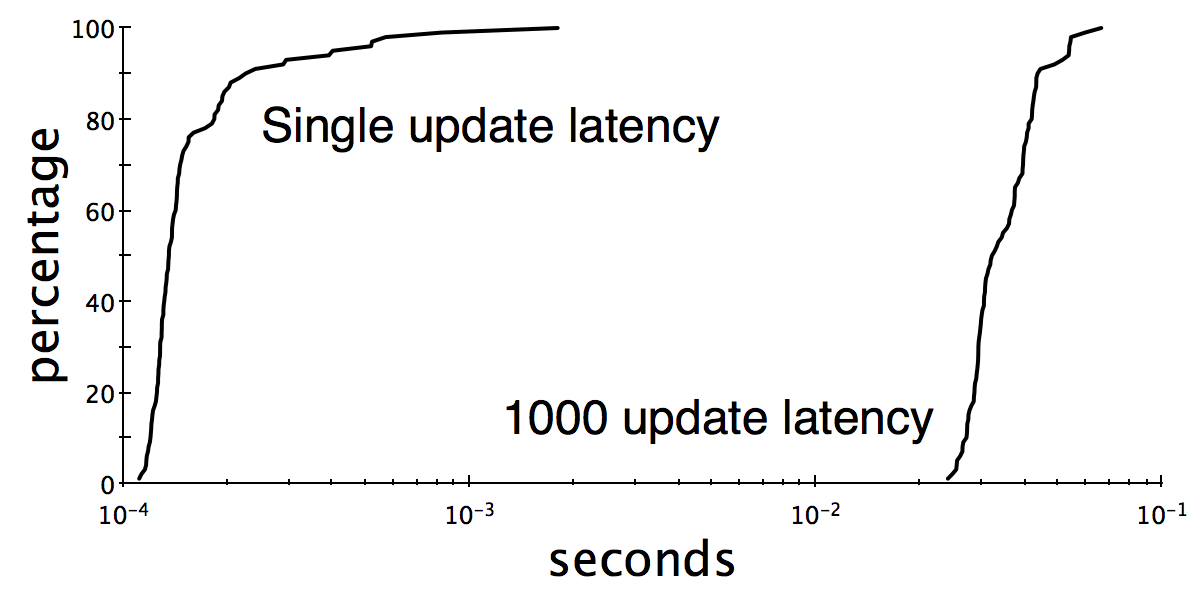 100
80
60
40
20
0
percentage
Single update latency
1000 update latency
10⁻⁴
10⁻³
10⁻²
10⁻¹
seconds